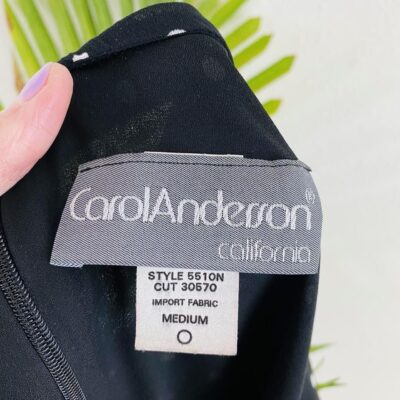 CarolAnderson®
california
STYLE 5510N
CUT 30570
IMPORT FABRIC
MEDIUM